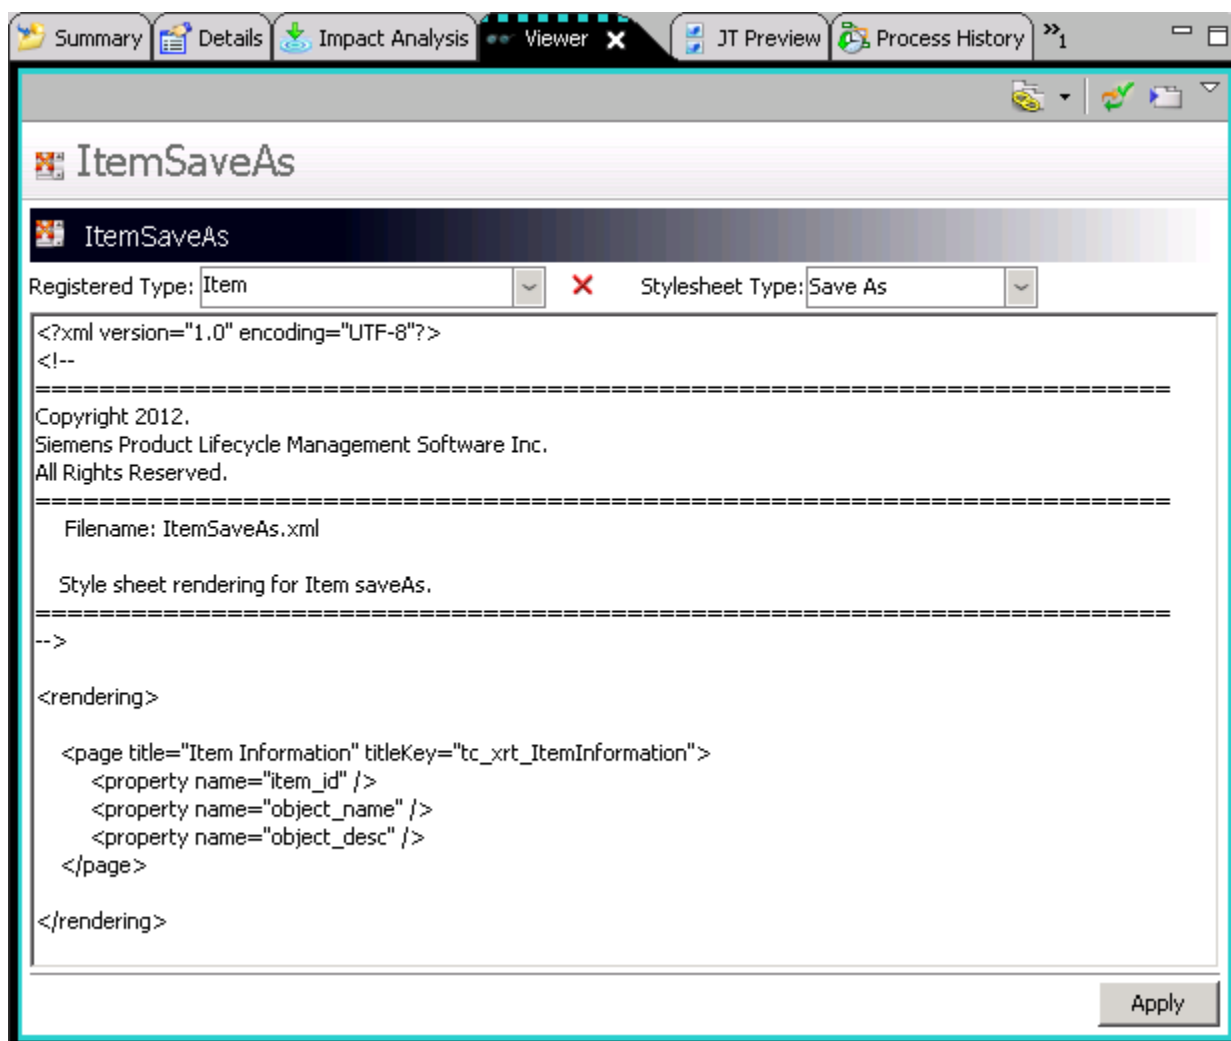 Summary Details Impact Analysis Viewer JT Preview Process History »1
ItemSaveAs
ItemSaveAs
Registered Type: Item Stylesheet Type: Save As
<?xml version="1.0" encoding="UTF-8"?>
<!--
=======================================================================
Copyright 2012.
Siemens Product Lifecycle Management Software Inc.
All Rights Reserved.
=======================================================================
Filename: ItemSaveAs.xml
Style sheet rendering for Item saveAs.
=======================================================================
-->
<rendering>
<page title="Item Information" titleKey="tc_xrt_ItemInformation">
<property name="item_id" />
<property name="object_name" />
<property name="object_desc" />
</page>
</rendering>
Apply